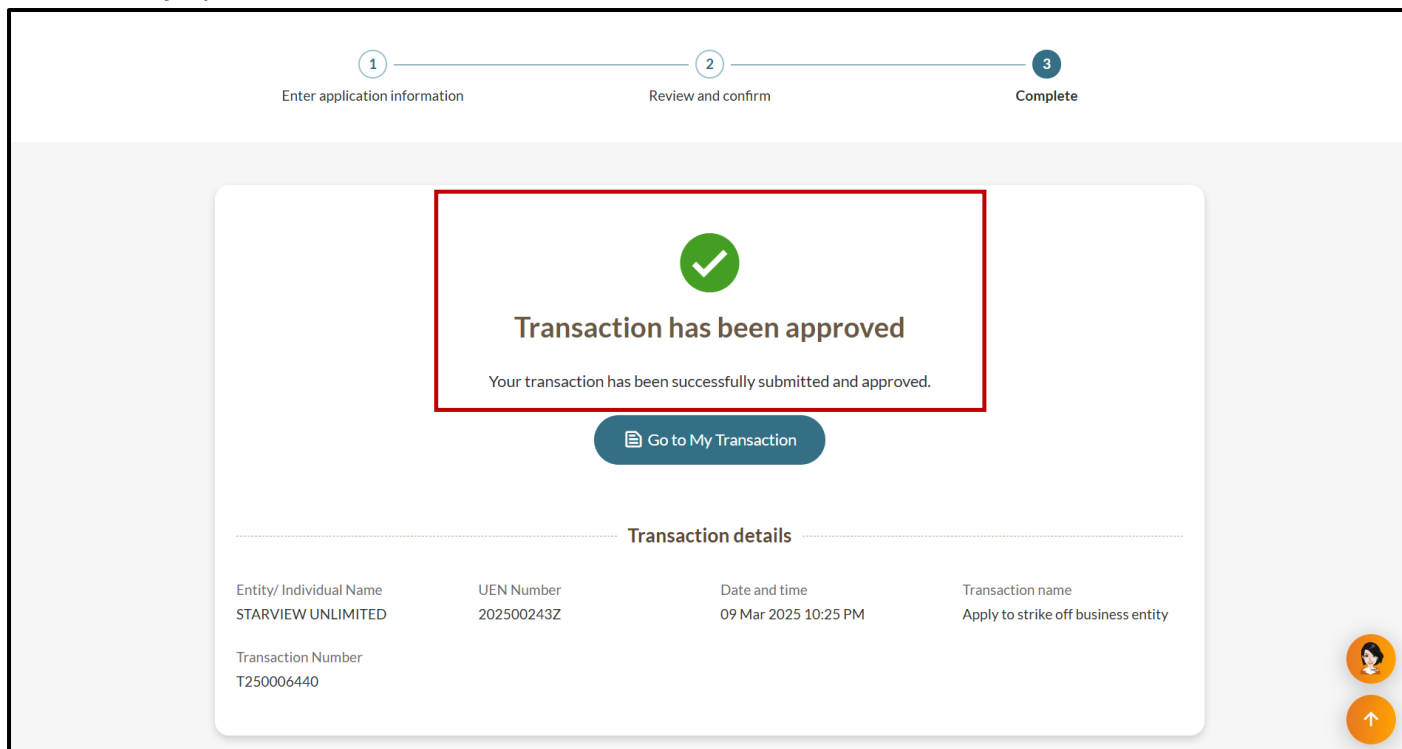 1
2
3
Enter application information
Review and confirm
Complete
Transaction has been approved
Your transaction has been successfully submitted and approved.
Go to My Transaction
Transaction details
Entity/ Individual Name
UEN Number
Date and time
Transaction name
STARVIEW UNLIMITED
202500243Z
09 Mar 2025 10:25 PM
Apply to strike off business entity
Transaction Number
T250006440